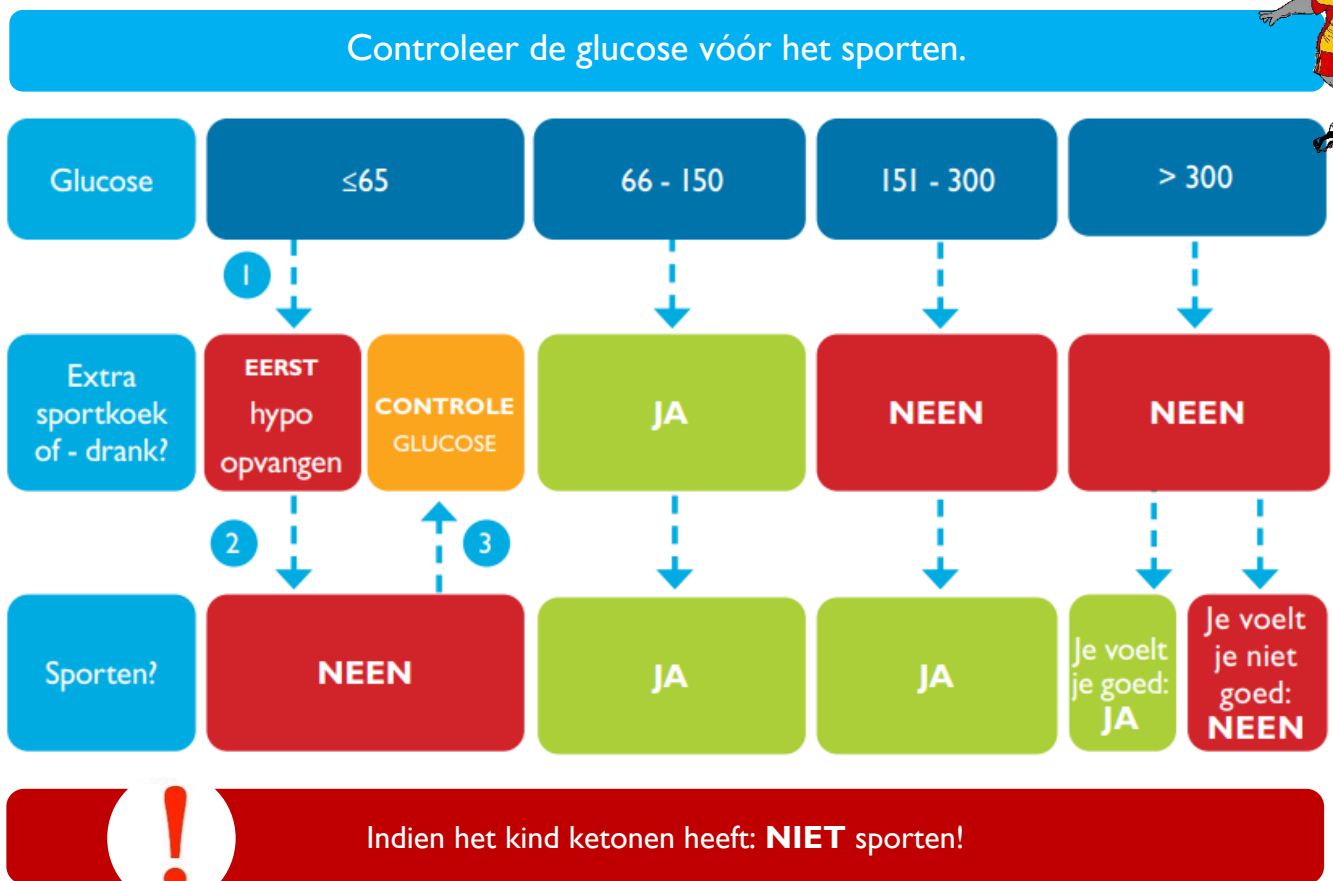 Controleer de glucose vóór het sporten.
Glucose
≤65
66 - 150
151 - 300
> 300
1
Extra
sportkoek
of - drank?
EERST
hypo
opvangen
CONTROLE
GLUCOSE
JA
NEEN
NEEN
2
3
Sporten?
NEEN
JA
JA
Je voelt
je goed:
JA
Je voelt
je niet
goed:
NEEN
!
Indien het kind ketonen heeft: NIET sporten!